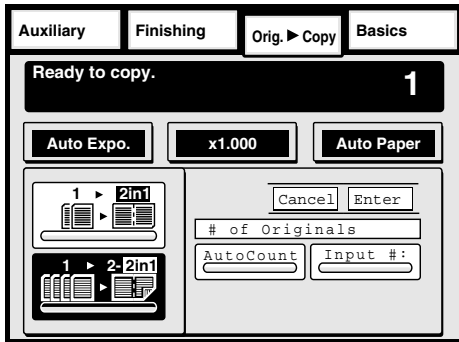 Auxiliary Finishing Orig. ▶ Copy Basics
Ready to copy. 1
Auto Expo. x1.000 Auto Paper
1 ▶ 2in1
Cancel Enter
# of Originals
AutoCount Input #:
1 ▶ 2- 2in1